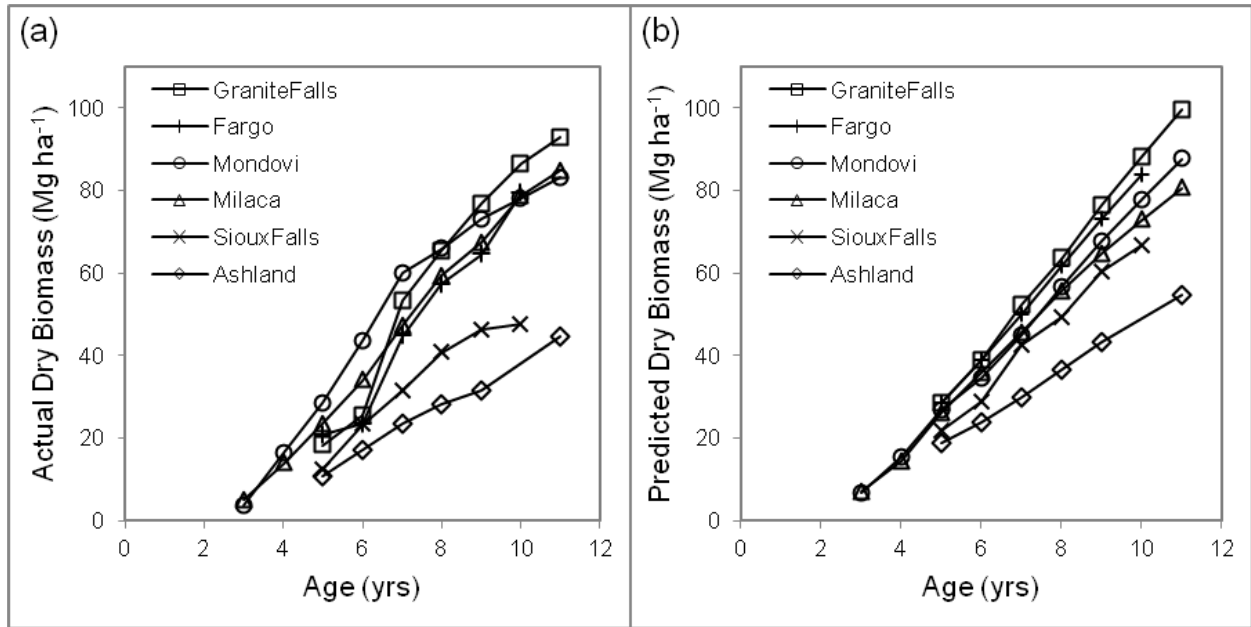 (a)
Actual Dry Biomass (Mg ha⁻¹)
100
80
60
40
20
0
GraniteFalls
Fargo
Mondovi
Milaca
SiouxFalls
Ashland
0 2 4 6 8 10 12
Age (yrs)
(b)
Predicted Dry Biomass (Mg ha⁻¹)
100
80
60
40
20
0
GraniteFalls
Fargo
Mondovi
Milaca
SiouxFalls
Ashland
0 2 4 6 8 10 12
Age (yrs)